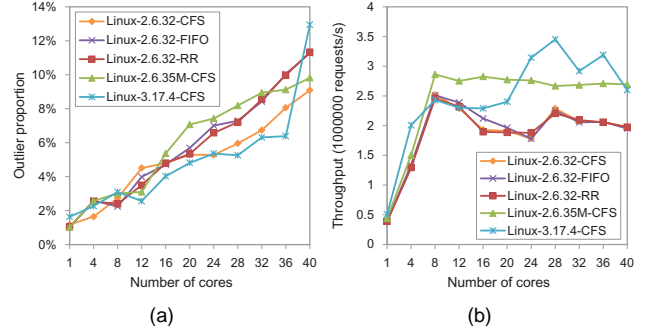 14%
12%
10%
8%
6%
4%
2%
0%
Outlier proportion
Linux-2.6.32-CFS
Linux-2.6.32-FIFO
Linux-2.6.32-RR
Linux-2.6.35M-CFS
Linux-3.17.4-CFS
1 4 8 12 16 20 24 28 32 36 40
Number of cores
(a)
4
3.5
3
2.5
2
1.5
1
0.5
0
Throughput (1000000 requests/s)
Linux-2.6.32-CFS
Linux-2.6.32-FIFO
Linux-2.6.32-RR
Linux-2.6.35M-CFS
Linux-3.17.4-CFS
1 4 8 12 16 20 24 28 32 36 40
Number of cores
(b)